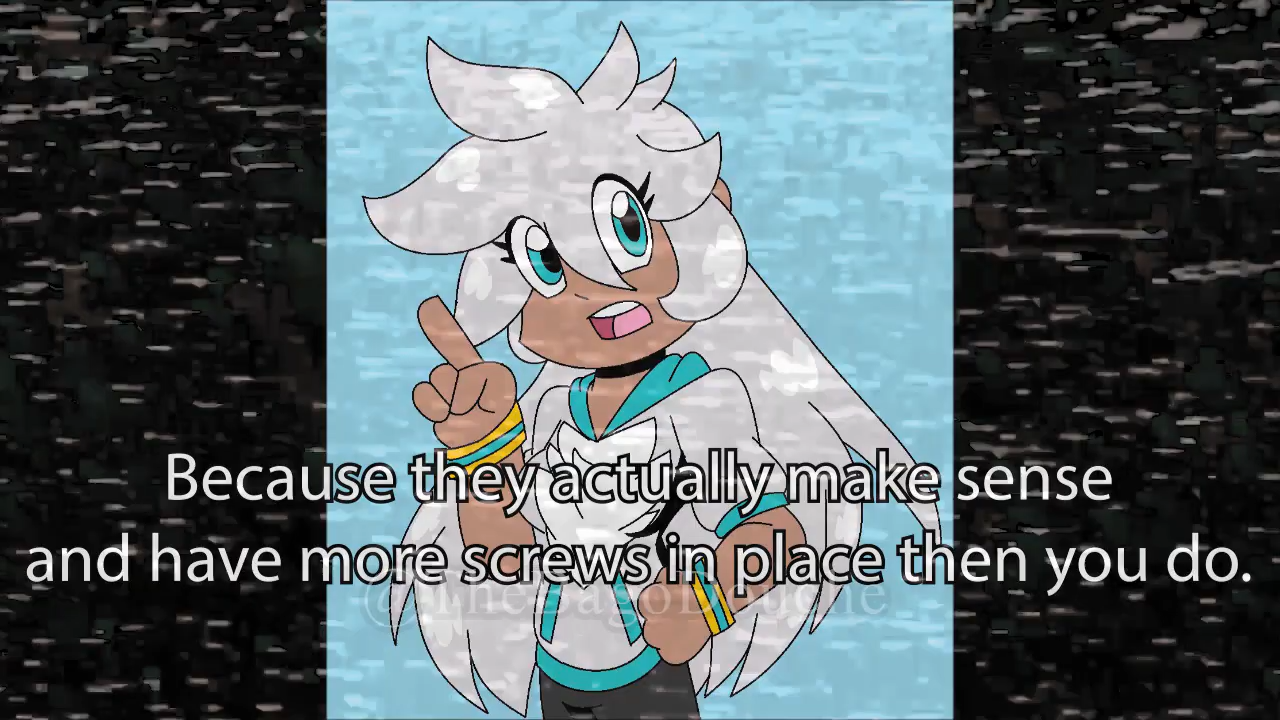 Because they actually make sense
and have more screws in place then you do.